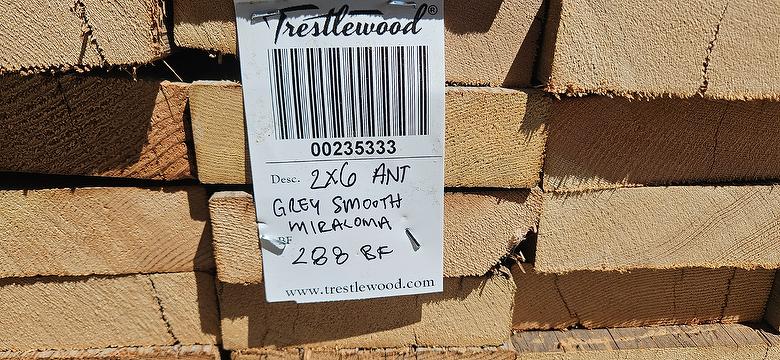 Trestlewood®
00235333
Desc. 2X6 ANT
GREY SMOOTH
MIRALOMA
BF 288 BF
www.trestlewood.com